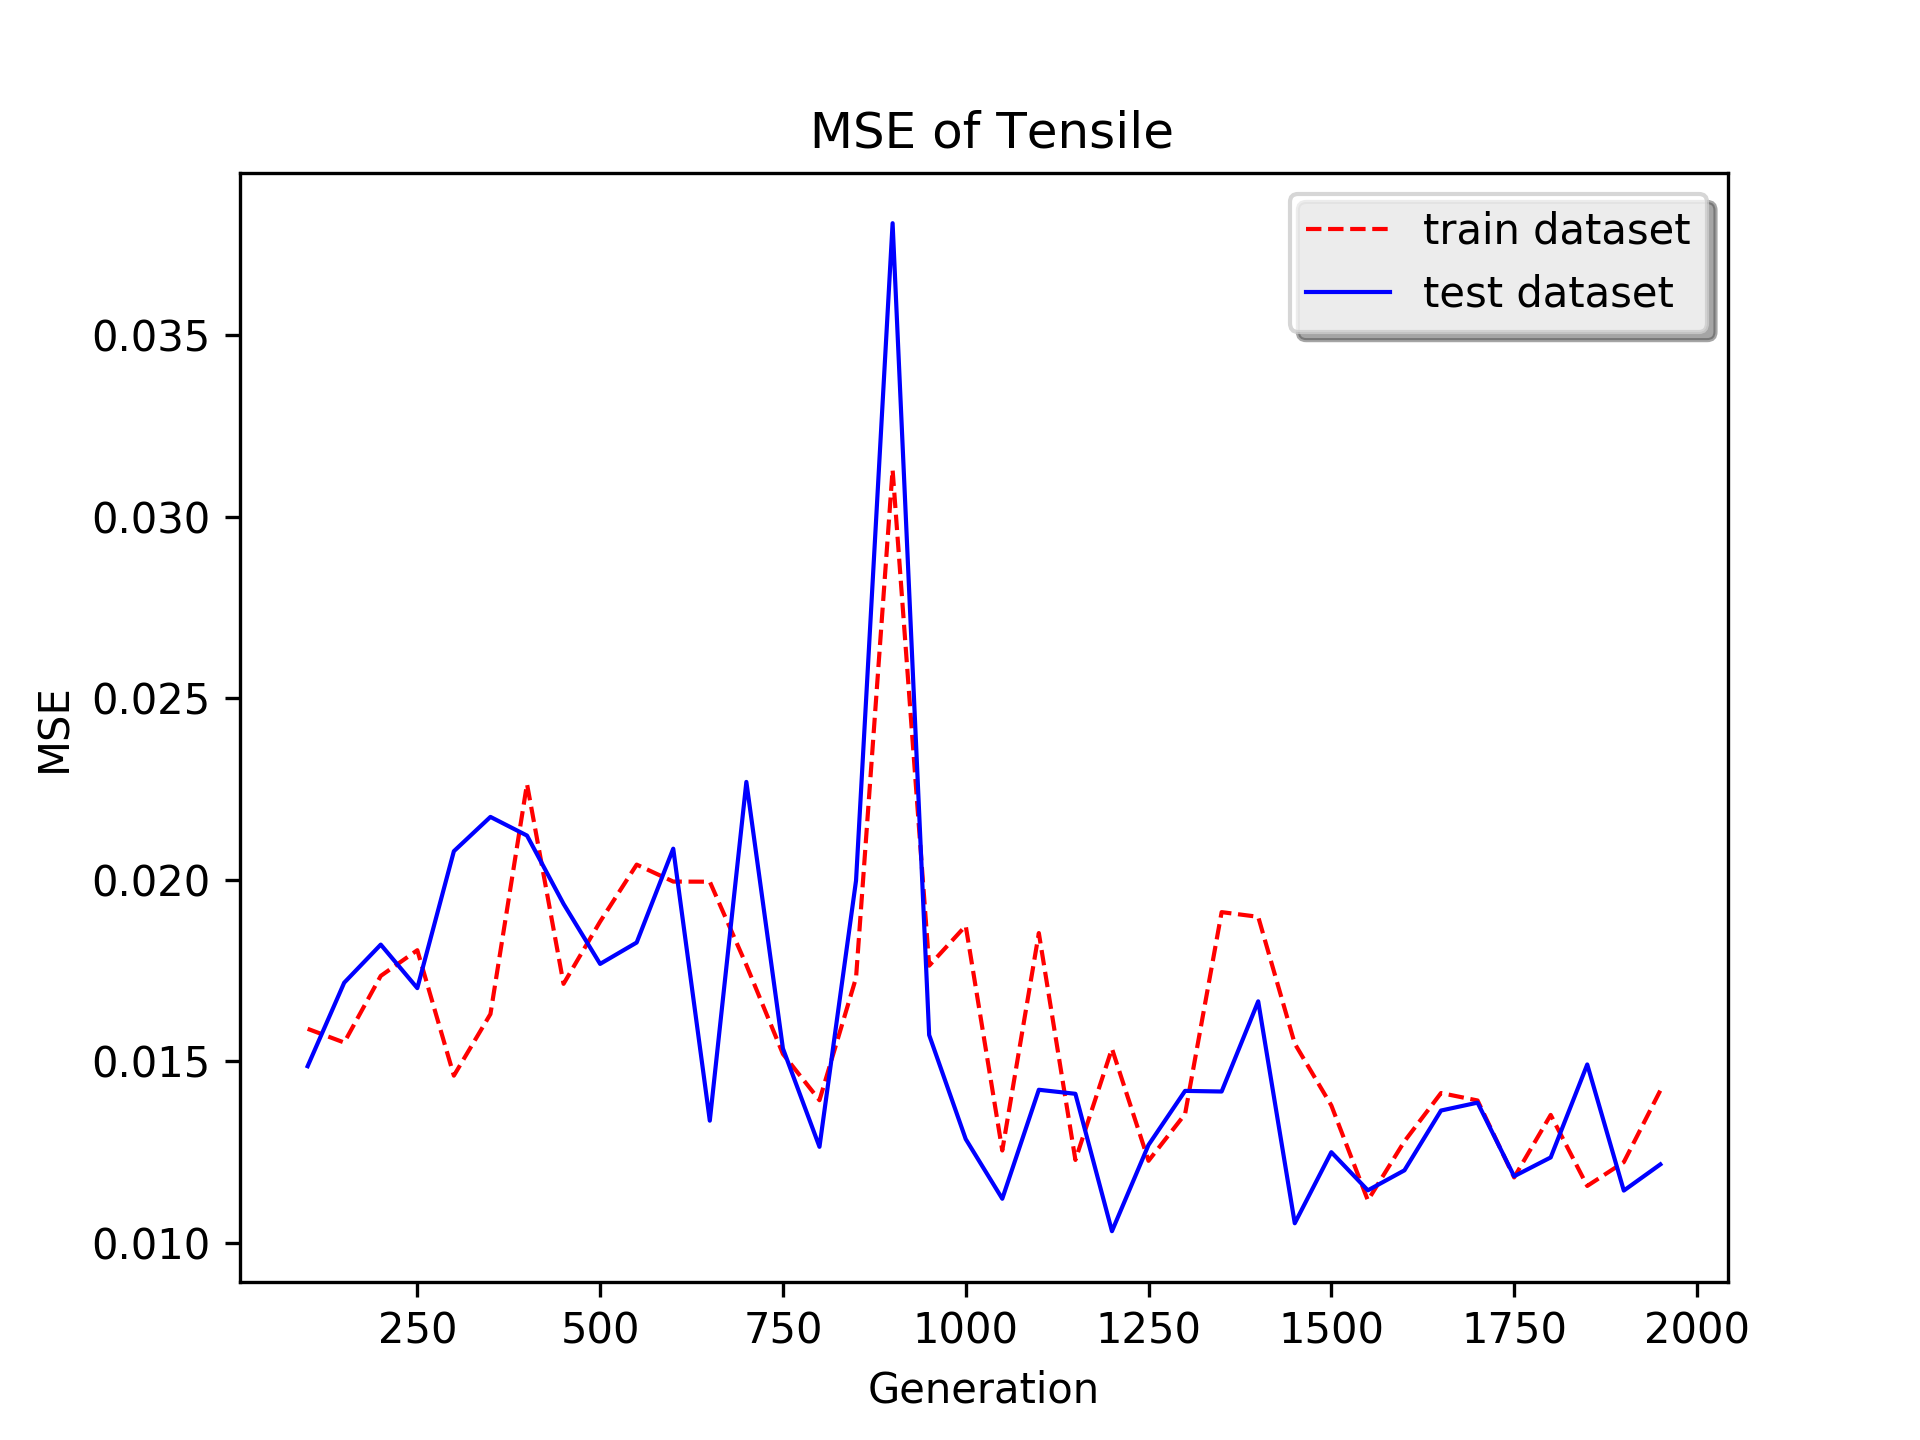 MSE of Tensile
train dataset
test dataset
MSE
0.035
0.030
0.025
0.020
0.015
0.010
250 500 750 1000 1250 1500 1750 2000
Generation